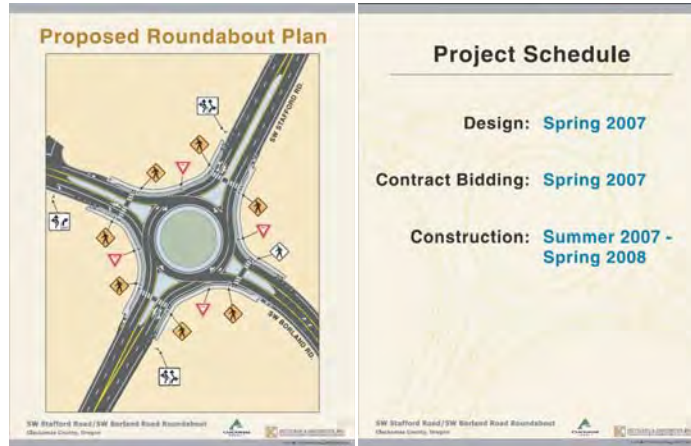 Proposed Roundabout Plan
SW STAFFORD RD.
SW BORLAND RD.
SW Stafford Road/SW Borland Road Roundabout
Clackamas County, Oregon
Project Schedule
Design: Spring 2007
Contract Bidding: Spring 2007
Construction: Summer 2007 -
Spring 2008
SW Stafford Road/SW Borland Road Roundabout
Clackamas County, Oregon